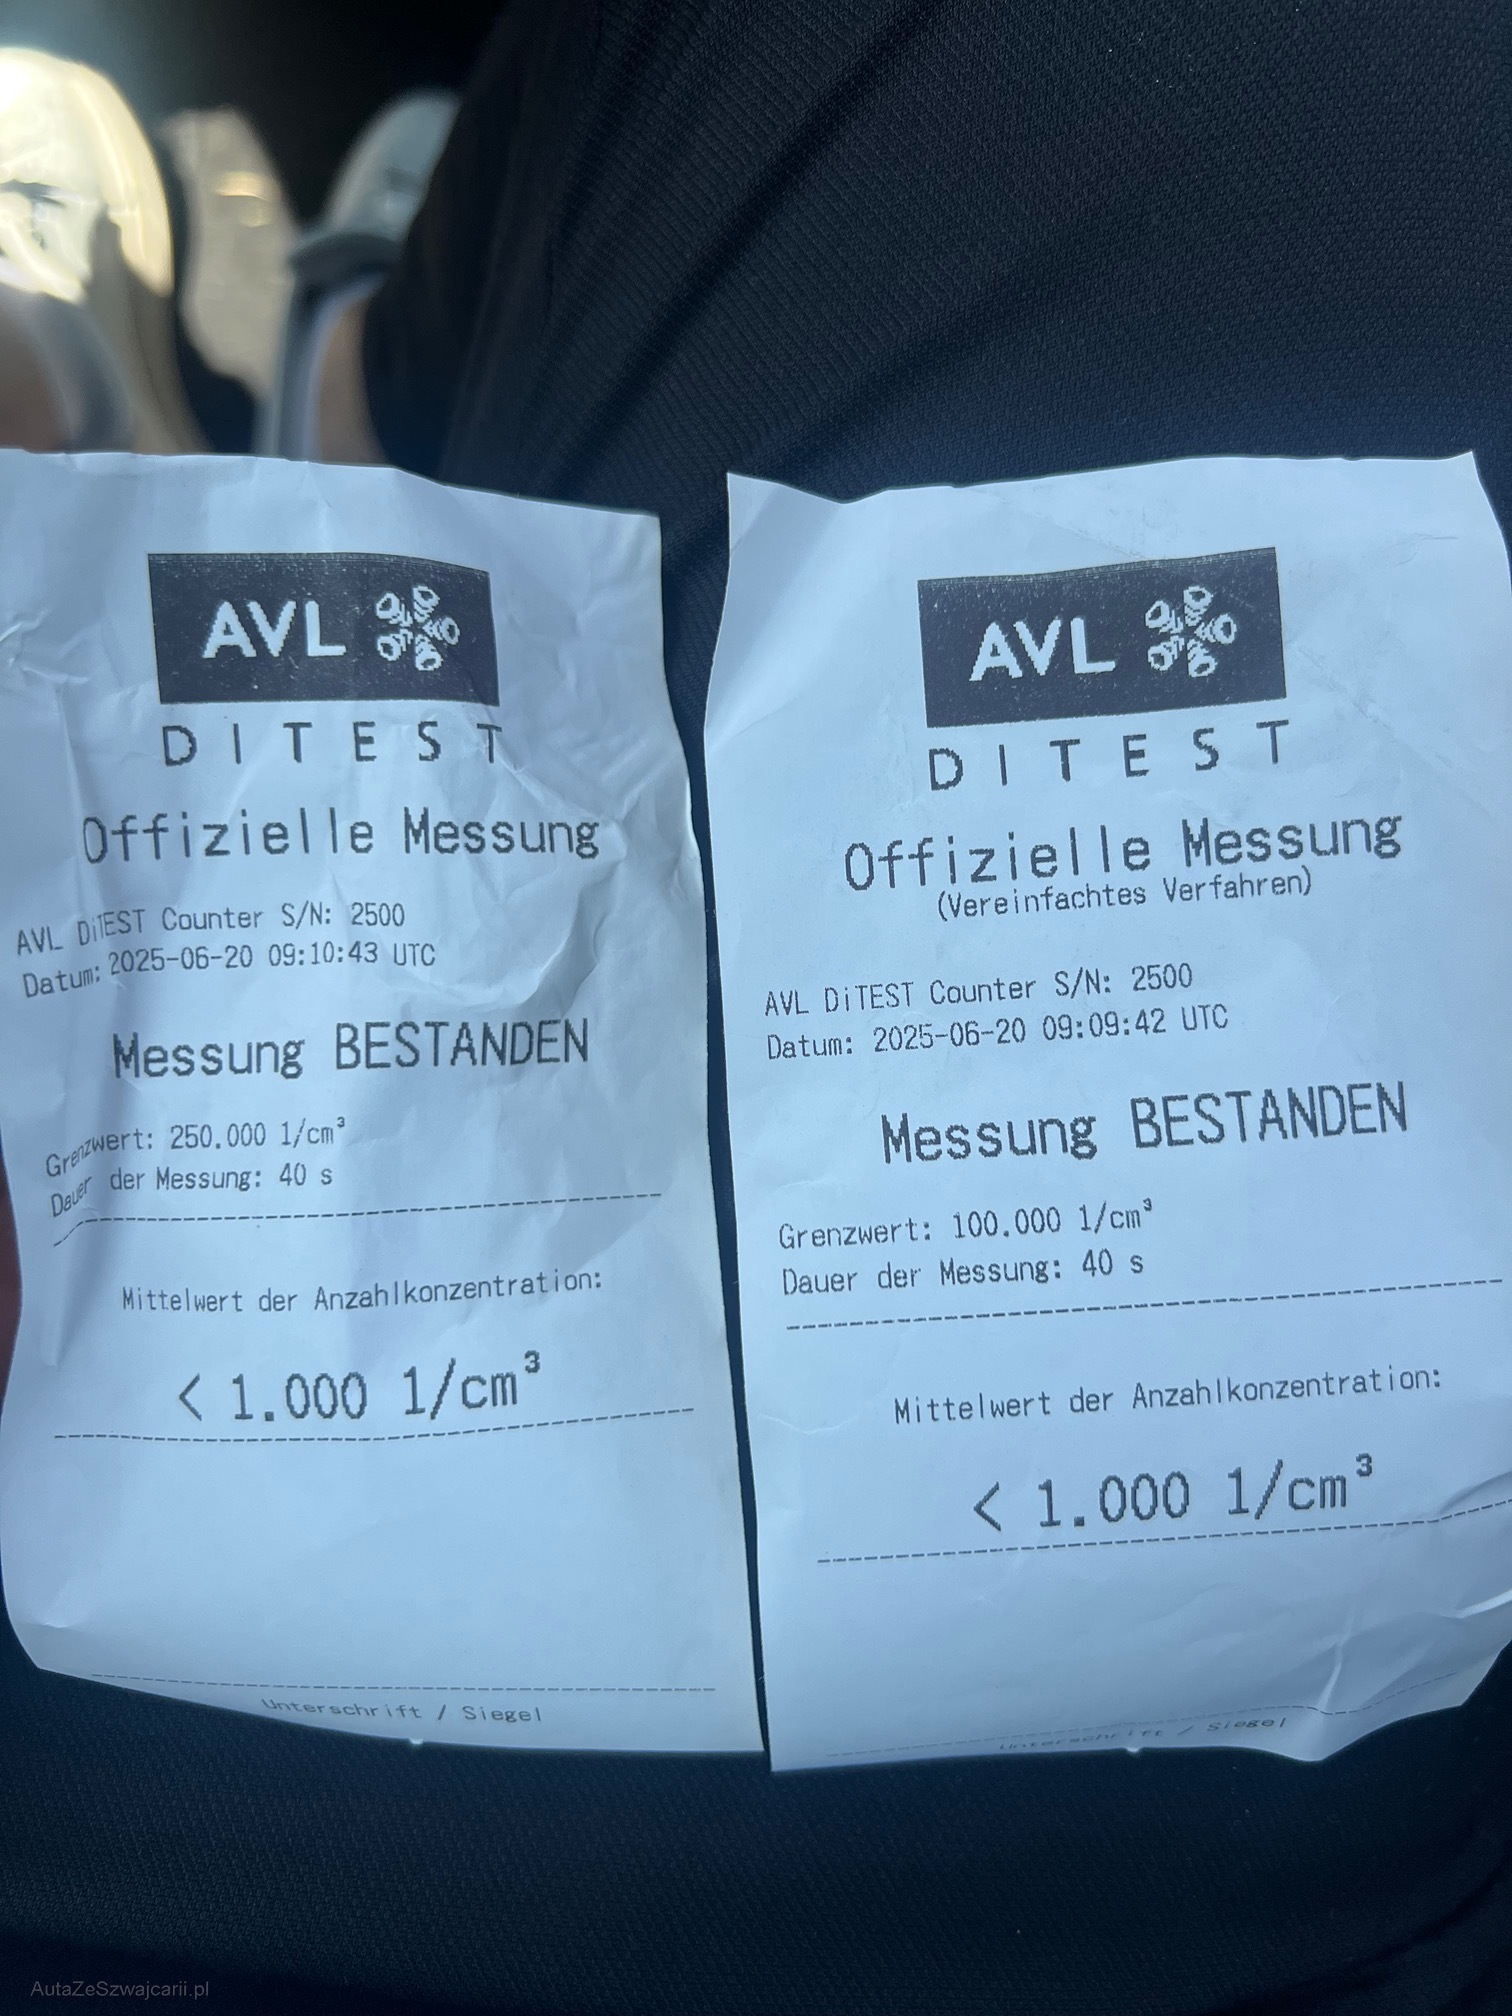 AVL
DITEST
Offizielle Messung
AVL DiTEST Counter S/N: 2500
Datum: 2025-06-20 09:10:43 UTC
Messung BESTANDEN
Grenzwert: 250.000 1/cm³
Dauer der Messung: 40 s
Mittelwert der Anzahlkonzentration:
< 1.000 1/cm³
Unterschrift / Siegel
AVL
DITEST
Offizielle Messung
(Vereinfachtes Verfahren)
AVL DiTEST Counter S/N: 2500
Datum: 2025-06-20 09:09:42 UTC
Messung BESTANDEN
Grenzwert: 100.000 1/cm³
Dauer der Messung: 40 s
Mittelwert der Anzahlkonzentration:
< 1.000 1/cm³
Unterschrift / Siegel
AutaZeSzwajcarii.pl